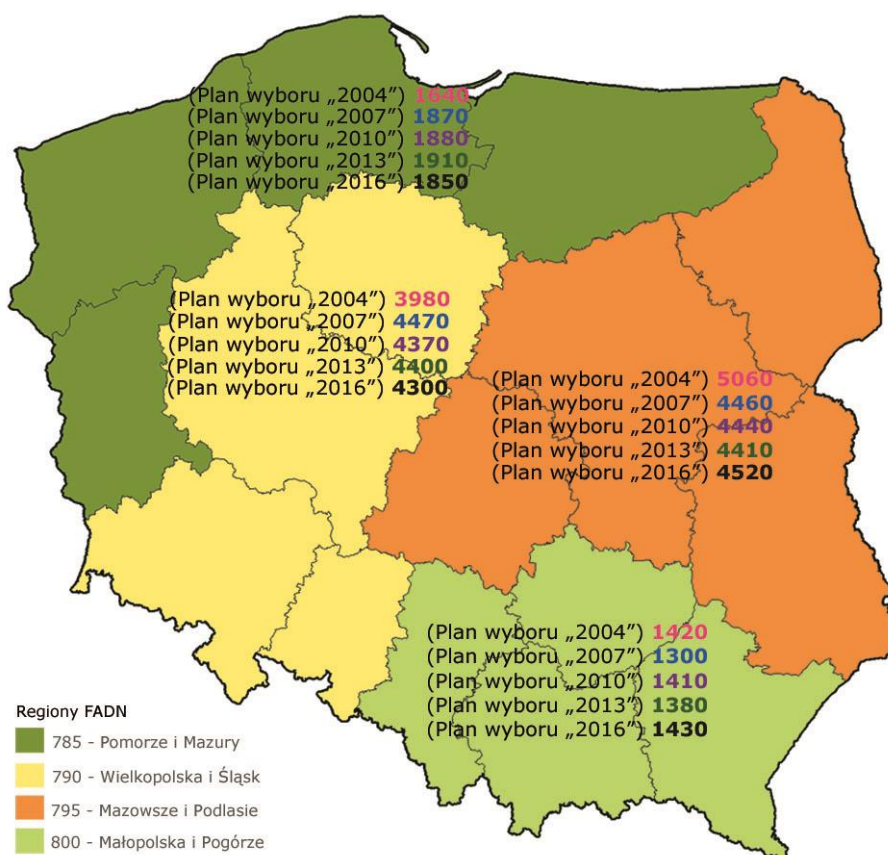 (Plan wyboru „2004”) 1640
(Plan wyboru „2007”) 1870
(Plan wyboru „2010”) 1880
(Plan wyboru „2013”) 1910
(Plan wyboru „2016”) 1850
(Plan wyboru „2004”) 3980
(Plan wyboru „2007”) 4470
(Plan wyboru „2010”) 4370
(Plan wyboru „2013”) 4400
(Plan wyboru „2016”) 4300
(Plan wyboru „2004”) 5060
(Plan wyboru „2007”) 4460
(Plan wyboru „2010”) 4440
(Plan wyboru „2013”) 4410
(Plan wyboru „2016”) 4520
(Plan wyboru „2004”) 1420
(Plan wyboru „2007”) 1300
(Plan wyboru „2010”) 1410
(Plan wyboru „2013”) 1380
(Plan wyboru „2016”) 1430
Regiony FADN
785 - Pomorze i Mazury
790 - Wielkopolska i Śląsk
795 - Mazowsze i Podlasie
800 - Małopolska i Pogórze